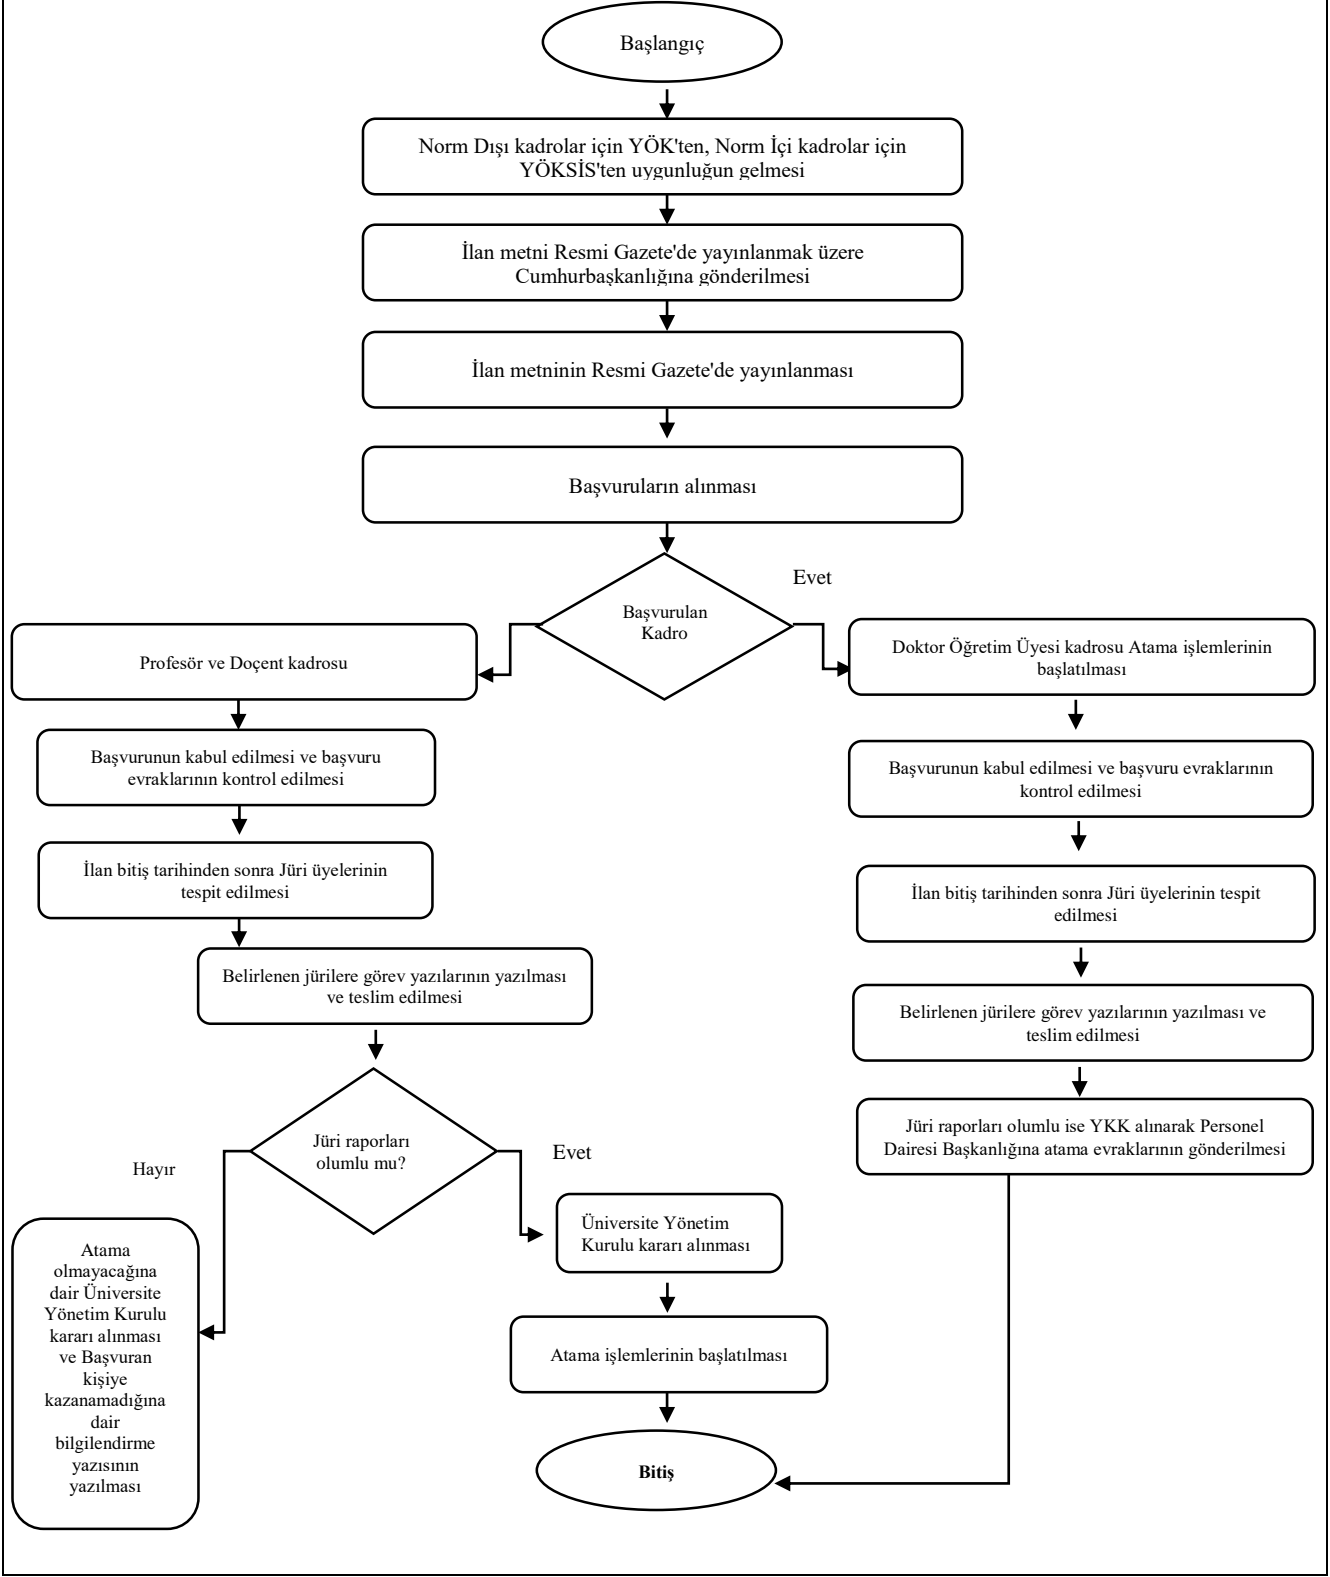 Başlangıç
Norm Dışı kadrolar için YÖK'ten, Norm İçi kadrolar için
YÖKSİS'ten uygunluğun gelmesi
İlan metni Resmi Gazete'de yayınlanmak üzere
Cumhurbaşkanlığına gönderilmesi
İlan metninin Resmi Gazete'de yayınlanması
Başvuruların alınması
Başvurulan
Kadro
Evet
Profesör ve Doçent kadrosu
Başvurunun kabul edilmesi ve başvuru
evraklarının kontrol edilmesi
İlan bitiş tarihinden sonra Jüri üyelerinin
tespit edilmesi
Belirlenen jürilere görev yazılarının yazılması
ve teslim edilmesi
Jüri raporları
olumlu mu?
Hayır
Atama
olmayacağına
dair Üniversite
Yönetim Kurulu
kararı alınması
ve Başvuran
kişiye
kazanamadığına
dair
bilgilendirme
yazısının
yazılması
Evet
Üniversite Yönetim
Kurulu kararı alınması
Atama işlemlerinin başlatılması
Doktor Öğretim Üyesi kadrosu Atama işlemlerinin
başlatılması
Başvurunun kabul edilmesi ve başvuru evraklarının
kontrol edilmesi
İlan bitiş tarihinden sonra Jüri üyelerinin tespit
edilmesi
Belirlenen jürilere görev yazılarının yazılması ve
teslim edilmesi
Jüri raporları olumlu ise YKK alınarak Personel
Dairesi Başkanlığına atama evraklarının gönderilmesi
Bitiş